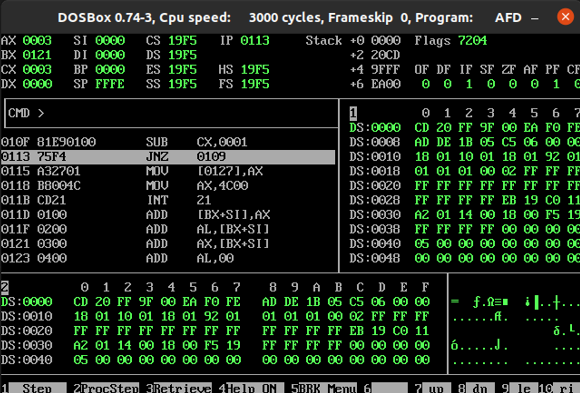 DOSBox 0.74-3, Cpu speed: 3000 cycles, Frameskip 0, Program: AFD
AX 0003 SI 0000 CS 19F5 IP 0113 Stack +0 0000 Flags 7204
BX 0121 DI 0000 DS 19F5 +2 20CD
CX 0003 BP 0000 ES 19F5 HS 19F5 +4 9FFF OF DF IF SF ZF AF PF CF
DX 0000 SP FFFE SS 19F5 FS 19F5 +6 EA00 0 0 1 0 0 0 1 0
CMD >
1 0 1 2 3 4 5 6 7
DS:0000 CD 20 FF 9F 00 EA F0 FE
DS:0008 AD DE 1B 05 C5 06 00 00
DS:0010 18 01 10 01 18 01 92 01
DS:0018 01 01 01 00 02 FF FF FF
DS:0020 FF FF FF FF FF FF FF FF
DS:0028 FF FF FF FF EB 19 C0 11
DS:0030 A2 01 14 00 18 00 F5 19
DS:0038 FF FF FF FF 00 00 00 00
DS:0040 05 00 00 00 00 00 00 00
DS:0048 00 00 00 00 00 00 00 00
010F 81E90100 SUB CX,0001
0113 75F4 JNZ 0109
0115 A32701 MOV [0127],AX
0118 B8004C MOV AX,4C00
011B CD21 INT 21
011D 0100 ADD [BX+SI],AX
011F 0200 ADD AL,[BX+SI]
0121 0300 ADD AX,[BX+SI]
0123 0400 ADD AL,00
2 0 1 2 3 4 5 6 7 8 9 A B C D E F
DS:0000 CD 20 FF 9F 00 EA F0 FE AD DE 1B 05 C5 06 00 00
DS:0010 18 01 10 01 18 01 92 01 01 01 01 00 02 FF FF FF
DS:0020 FF FF FF FF FF FF FF FF FF FF FF FF EB 19 C0 11
DS:0030 A2 01 14 00 18 00 F5 19 FF FF FF FF 00 00 00 00
DS:0040 05 00 00 00 00 00 00 00 00 00 00 00 00 00 00 00
1 Step 2ProcStep 3Retrieve 4Help ON 5BRK Menu 6 7 up 8 dn 9 le 10 ri